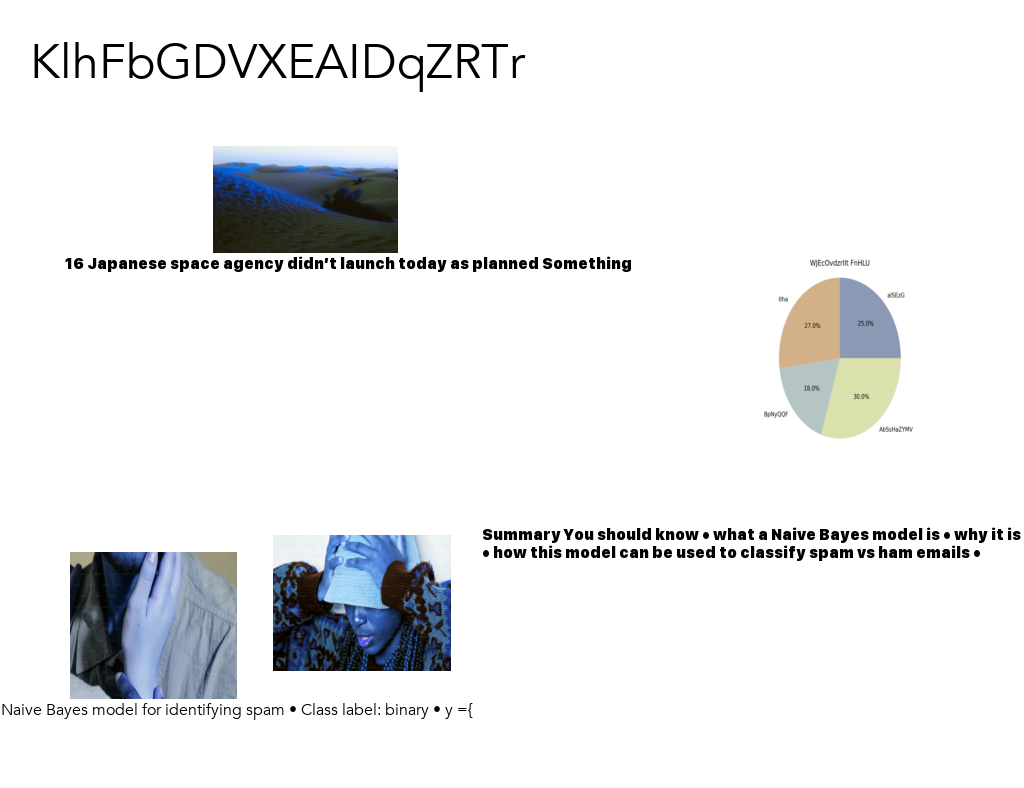 KlhFbGDVXEAIDqZRTr
16 Japanese space agency didn't launch today as planned Something
WJEcOvdzrIIt FnHLU
aISEzG
25.0%
27.0%
18.0%
BpNyQQF
30.0%
AbSsHaZYMV
Summary You should know • what a Naive Bayes model is • why it is
• how this model can be used to classify spam vs ham emails •
Naive Bayes model for identifying spam • Class label: binary • y ={